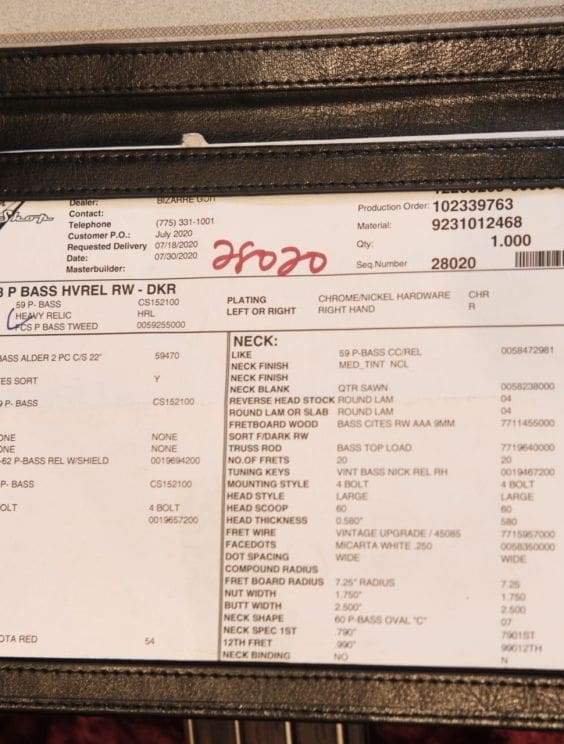 Dealer: BIZARRE GUIT
Contact:
Telephone (775) 331-1001
Customer P.O.: July 2020
Requested Delivery 07/18/2020
Date: 07/30/2020
Masterbuilder:
28020
Production Order: 102339763
Material: 9231012468
Qty: 1.000
Seq.Number 28020
P BASS HVREL RW - DKR
59 P- BASS CS152100
HEAVY RELIC HRL
FCS P BASS TWEED 0059255000
PLATING CHROME/NICKEL HARDWARE CHR
LEFT OR RIGHT RIGHT HAND R
BASS ALDER 2 PC C/S 22" 59470
TES SORT Y
9 P- BASS CS152100
ONE NONE
ONE NONE
-62 P-BASS REL W/SHIELD 0019694200
P- BASS CS152100
OLT 4 BOLT
0019657200
OTA RED 54
NECK:
LIKE 59 P-BASS CC/REL 0058472981
NECK FINISH MED_TINT NCL
NECK FINISH
NECK BLANK QTR SAWN 0058238000
REVERSE HEAD STOCK ROUND LAM 04
ROUND LAM OR SLAB ROUND LAM 04
FRETBOARD WOOD BASS CITES RW AAA 9MM 7711455000
SORT F/DARK RW
TRUSS ROD BASS TOP LOAD 7719640000
NO.OF FRETS 20 20
TUNING KEYS VINT BASS NICK REL RH 0019467200
MOUNTING STYLE 4 BOLT 4 BOLT
HEAD STYLE LARGE LARGE
HEAD SCOOP 60 60
HEAD THICKNESS 0.580" 580
FRET WIRE VINTAGE UPGRADE / 45085 7715957000
FACEDOTS MICARTA WHITE .250 0058350000
DOT SPACING WIDE WIDE
COMPOUND RADIUS
FRET BOARD RADIUS 7.25" RADIUS 7.25
NUT WIDTH 1.750" 1.750
BUTT WIDTH 2.500" 2.500
NECK SHAPE 60 P-BASS OVAL "C" 07
NECK SPEC 1ST .790" 7901ST
12TH FRET .990" 99012TH
NECK BINDING NO N